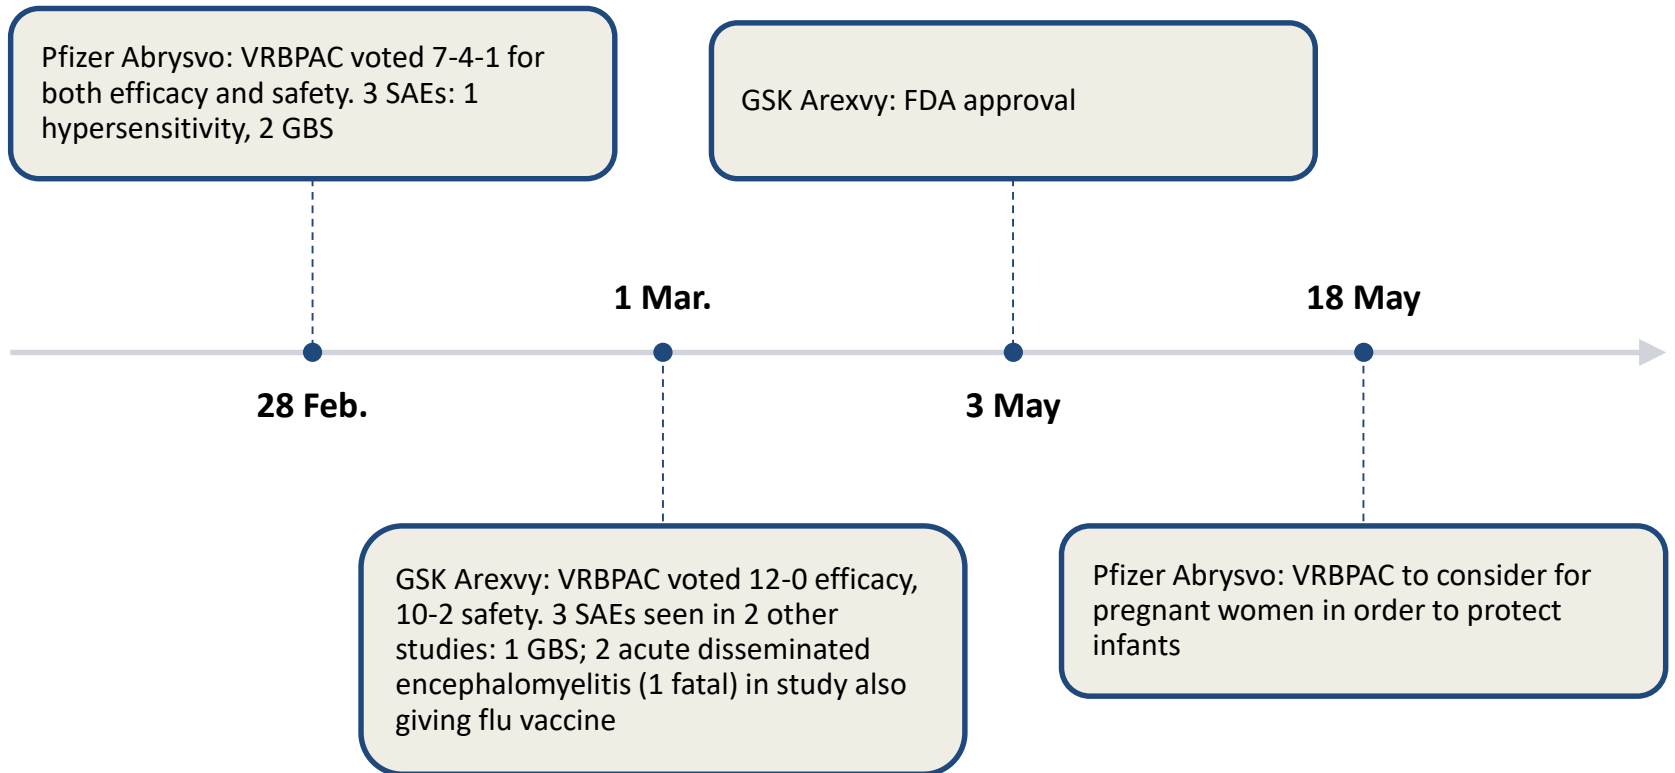 Pfizer Abrysvo: VRBPAC voted 7-4-1 for
both efficacy and safety. 3 SAEs: 1
hypersensitivity, 2 GBS
GSK Arexvy: FDA approval
1 Mar.
18 May
28 Feb.
3 May
GSK Arexvy: VRBPAC voted 12-0 efficacy,
10-2 safety. 3 SAEs seen in 2 other
studies: 1 GBS; 2 acute disseminated
encephalomyelitis (1 fatal) in study also
giving flu vaccine
Pfizer Abrysvo: VRBPAC to consider for
pregnant women in order to protect
infants